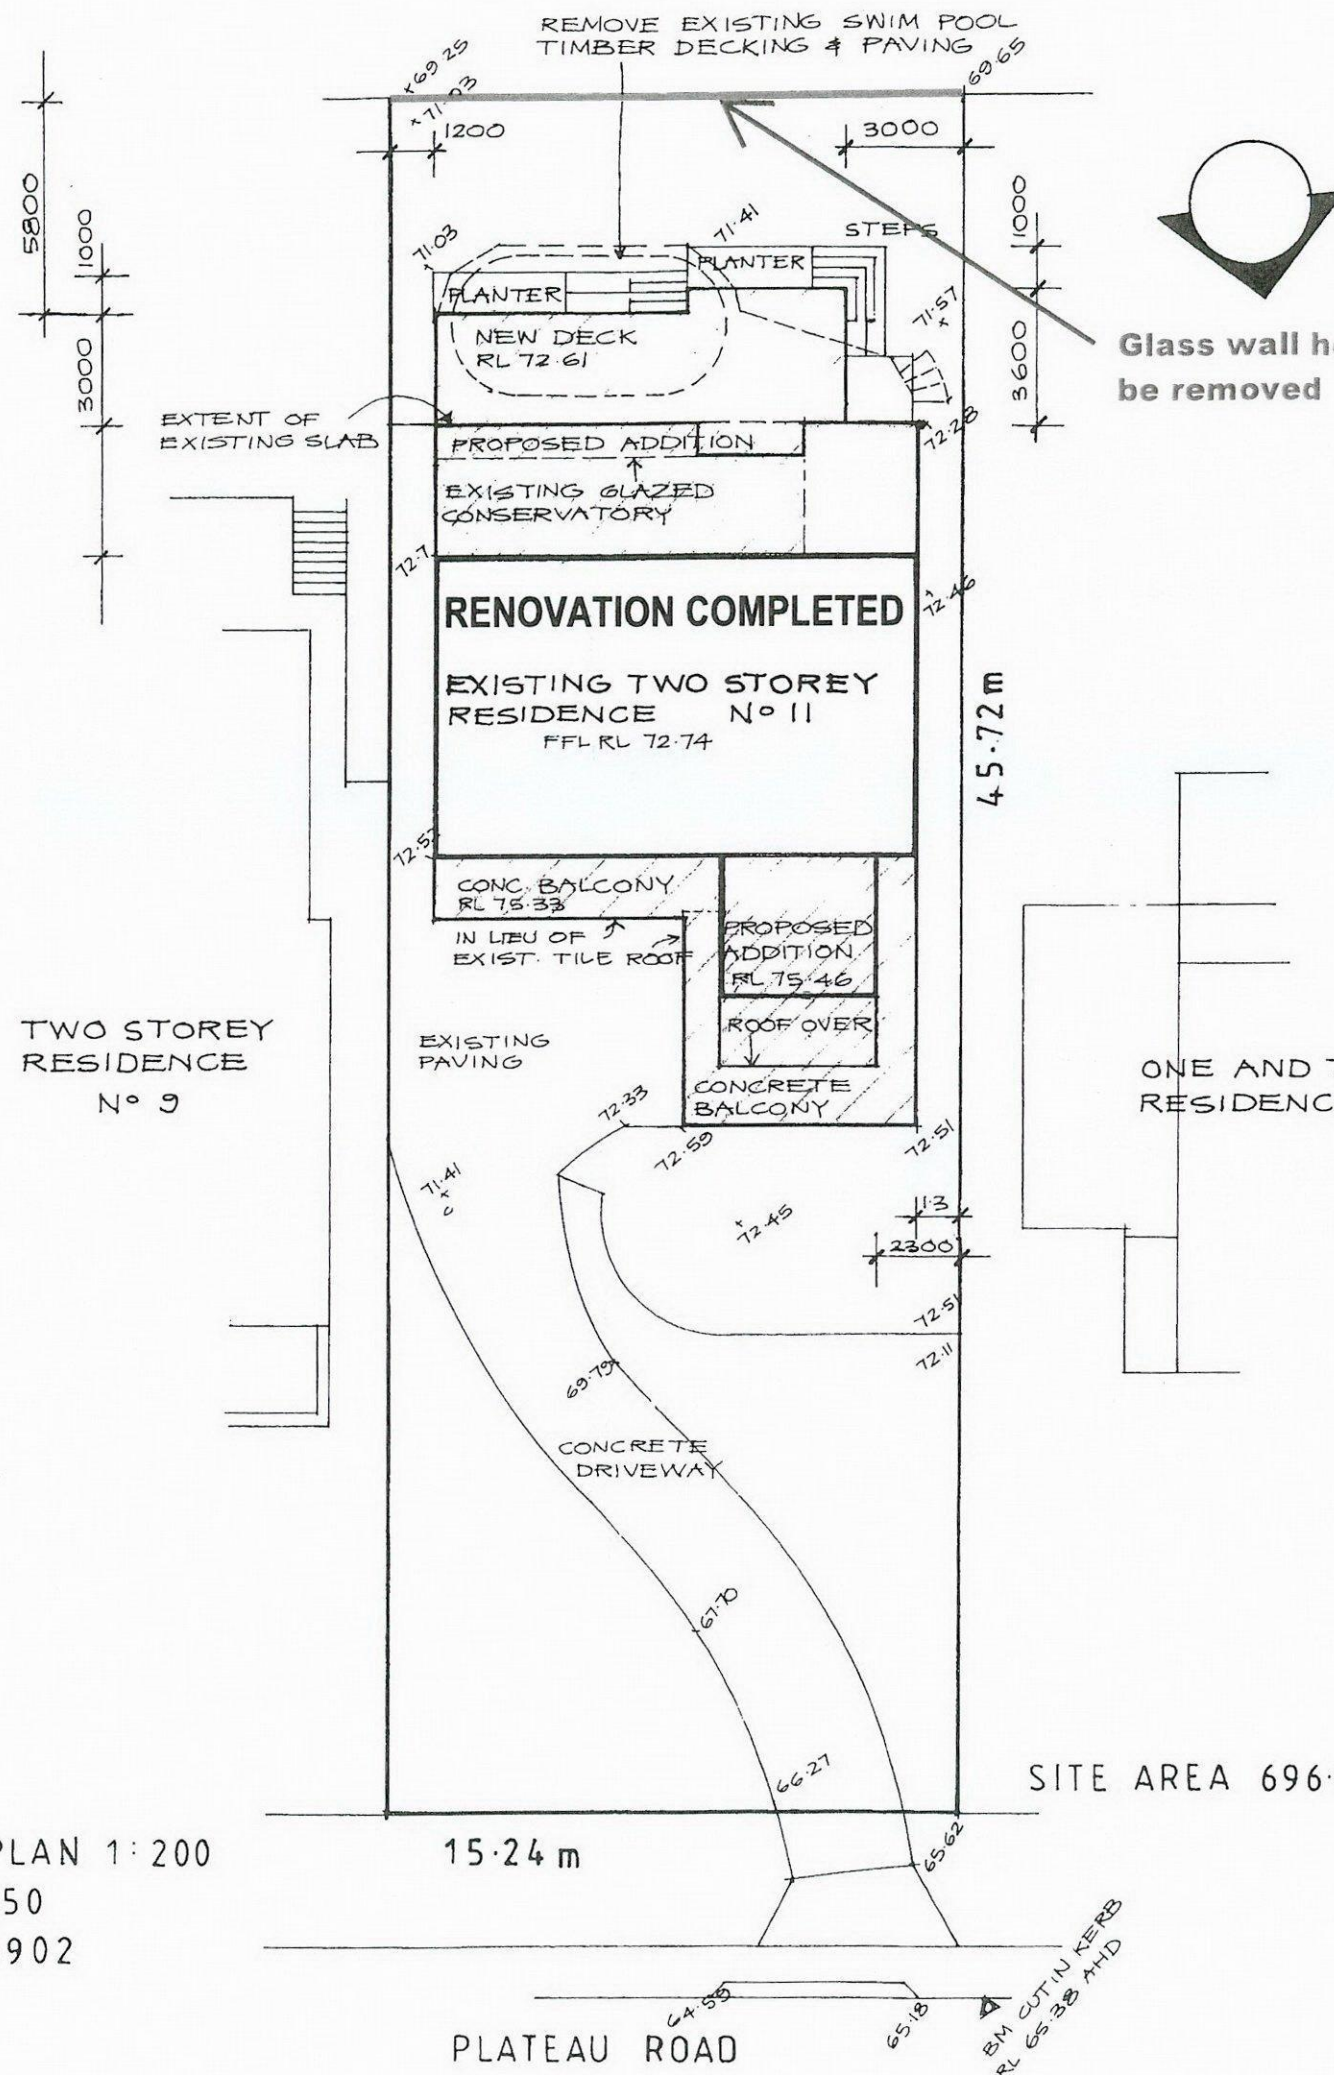 REMOVE EXISTING SWIM POOL
TIMBER DECKING & PAVING
69.25
71.03
69.65
1200
3000
5800
1000
3000
1000
3600
71.03
71.41
STEPS
PLANTER
PLANTER
71.57
NEW DECK
RL 72.61
Glass wall
be removed
EXTENT OF
EXISTING SLAB
72.28
PROPOSED ADDITION
EXISTING GLAZED
CONSERVATORY
72.7
72.46
RENOVATION COMPLETED
EXISTING TWO STOREY
RESIDENCE No 11
FFL RL 72.74
45.72m
CONC. BALCONY
RL 75.33
IN LIEU OF
EXIST. TILE ROOF
PROPOSED
ADDITION
RL 75.46
ROOF OVER
CONCRETE
BALCONY
EXISTING
PAVING
TWO STOREY
RESIDENCE
No 9
ONE AND
72.33
72.59
72.51
71.41
72.45
1.3
2300
72.51
72.11
69.79
CONCRETE
DRIVEWAY
67.70
66.27
SITE AREA 696.
PLAN 1:200
50
902
15.24 m
65.62
64.55
65.18
BM CUT IN KERB
RL 65.38 AHD
PLATEAU ROAD